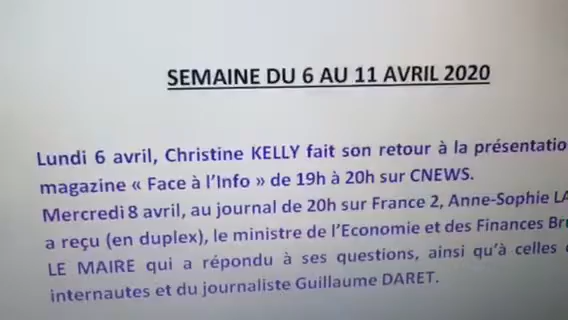 SEMAINE DU 6 AU 11 AVRIL 2020
Lundi 6 avril, Christine KELLY fait son retour à la présentatio
magazine « Face à l'Info » de 19h à 20h sur CNEWS.
Mercredi 8 avril, au journal de 20h sur France 2, Anne-Sophie LA
a reçu (en duplex), le ministre de l'Economie et des Finances Br
LE MAIRE qui a répondu à ses questions, ainsi qu'à celles
internautes et du journaliste Guillaume DARET.